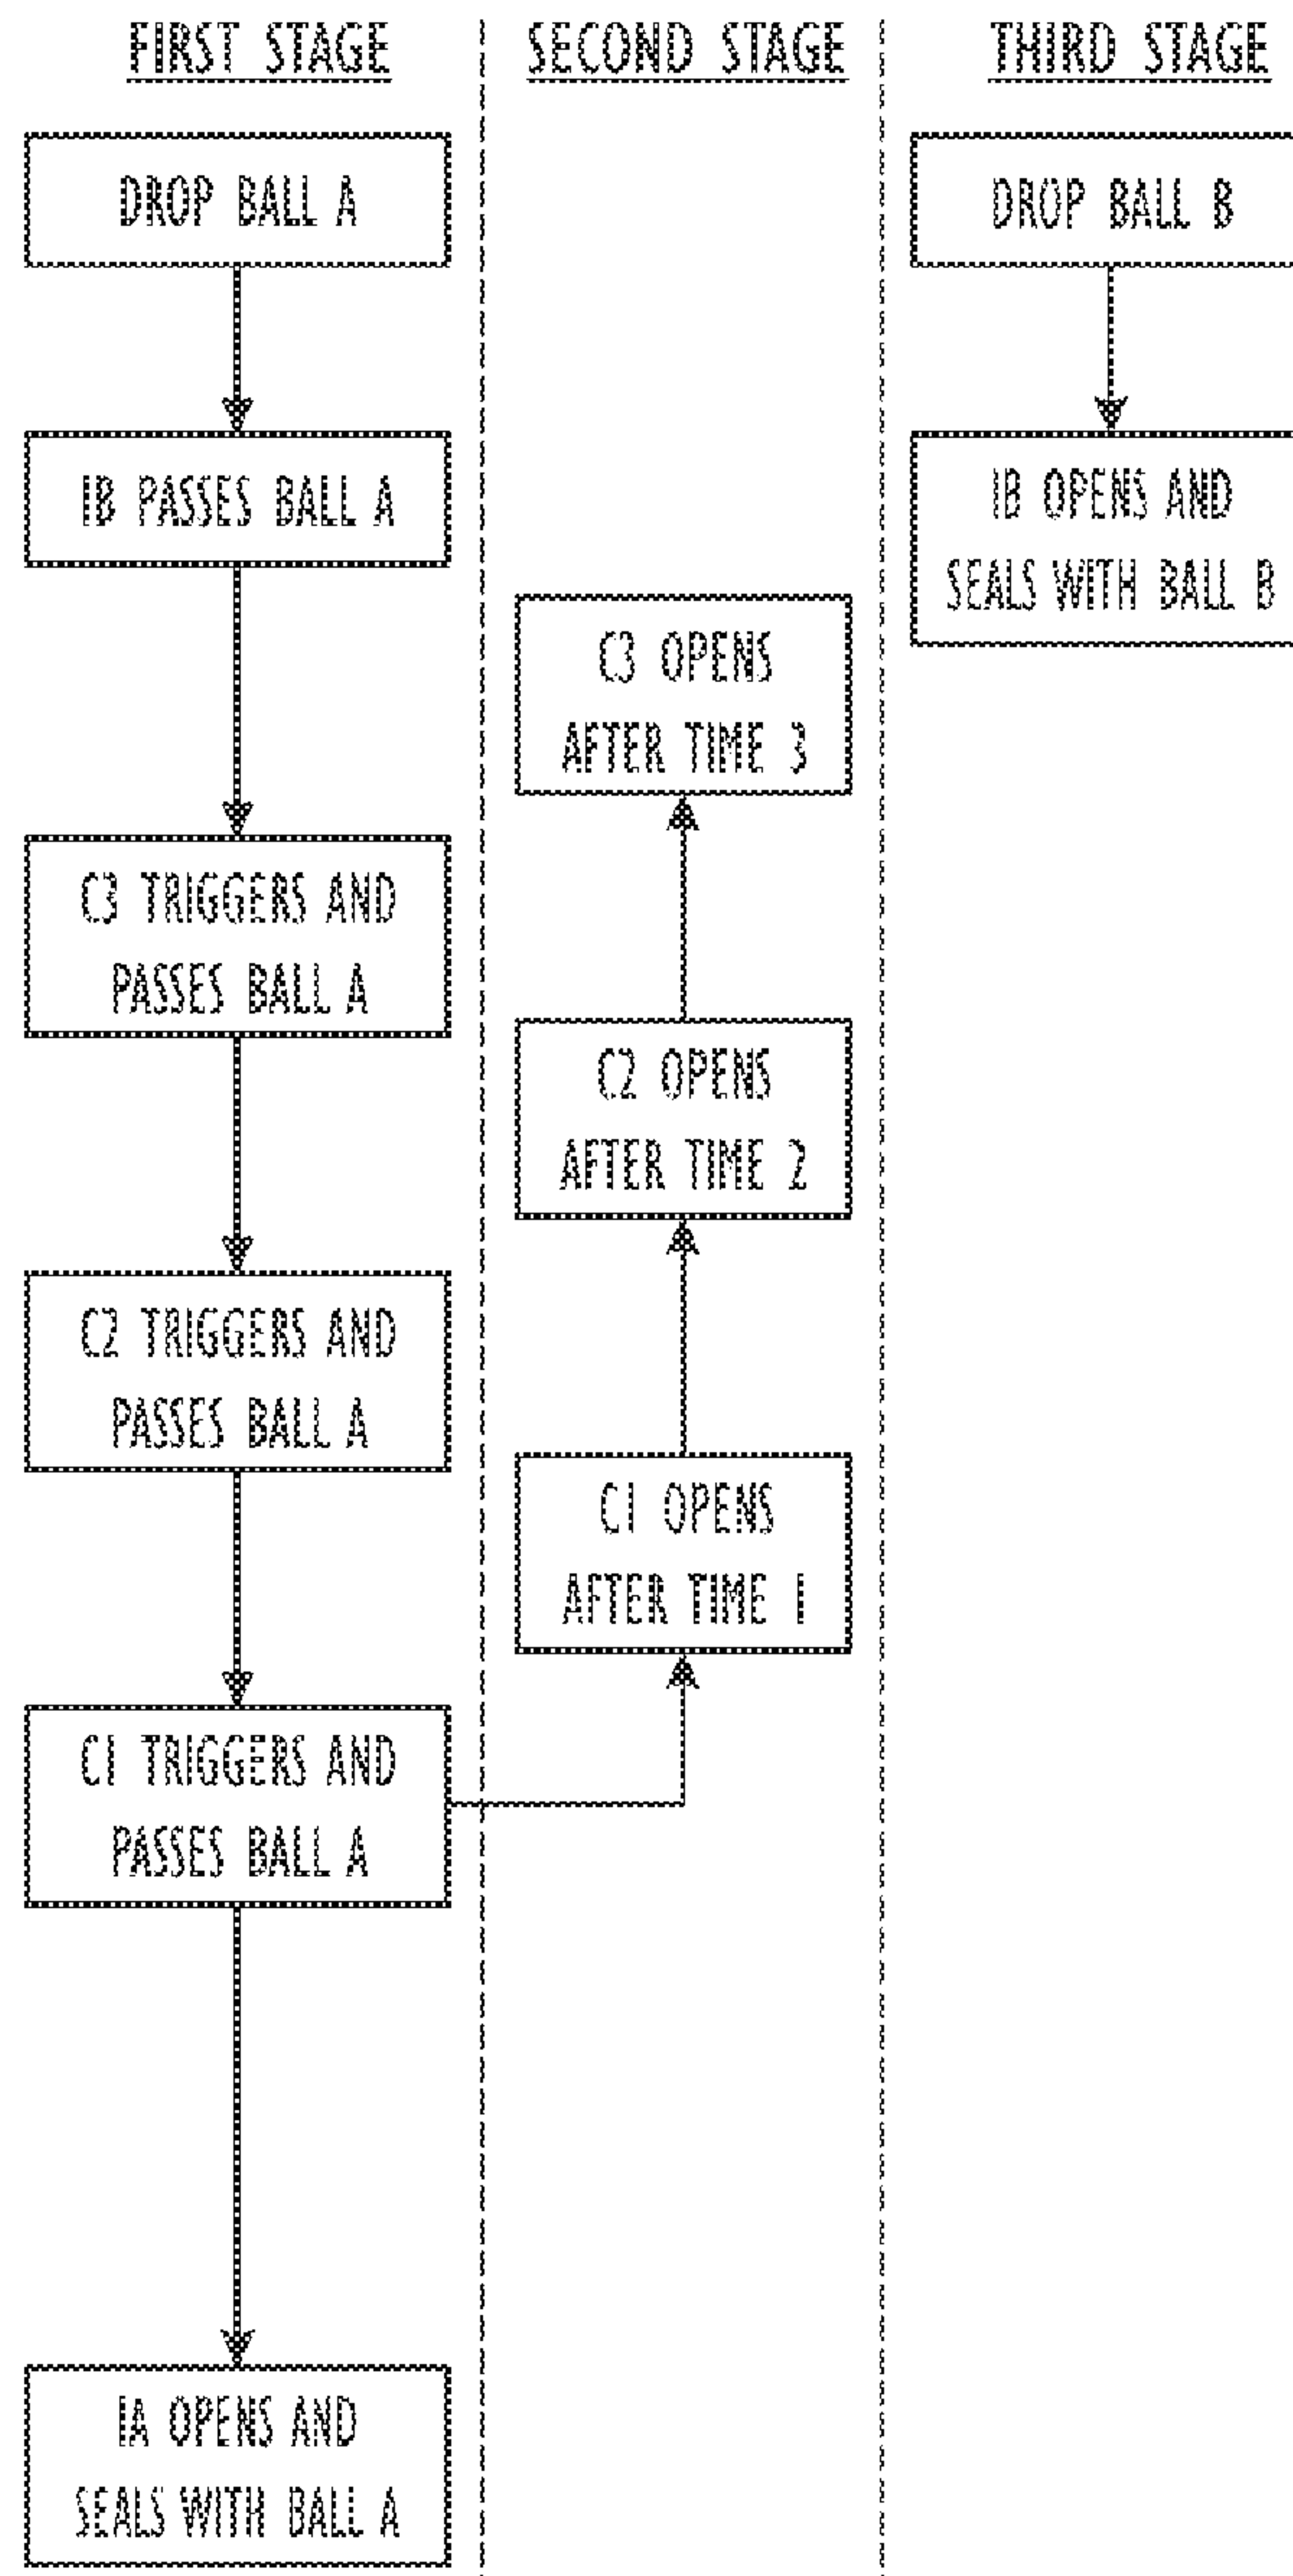 FIRST STAGE
DROP BALL A
IB PASSES BALL A
C3 TRIGGERS AND
PASSES BALL A
C2 TRIGGERS AND
PASSES BALL A
C1 TRIGGERS AND
PASSES BALL A
IA OPENS AND
SEALS WITH BALL A
SECOND STAGE
C3 OPENS
AFTER TIME 3
C2 OPENS
AFTER TIME 2
C1 OPENS
AFTER TIME 1
THIRD STAGE
DROP BALL B
IB OPENS AND
SEALS WITH BALL B